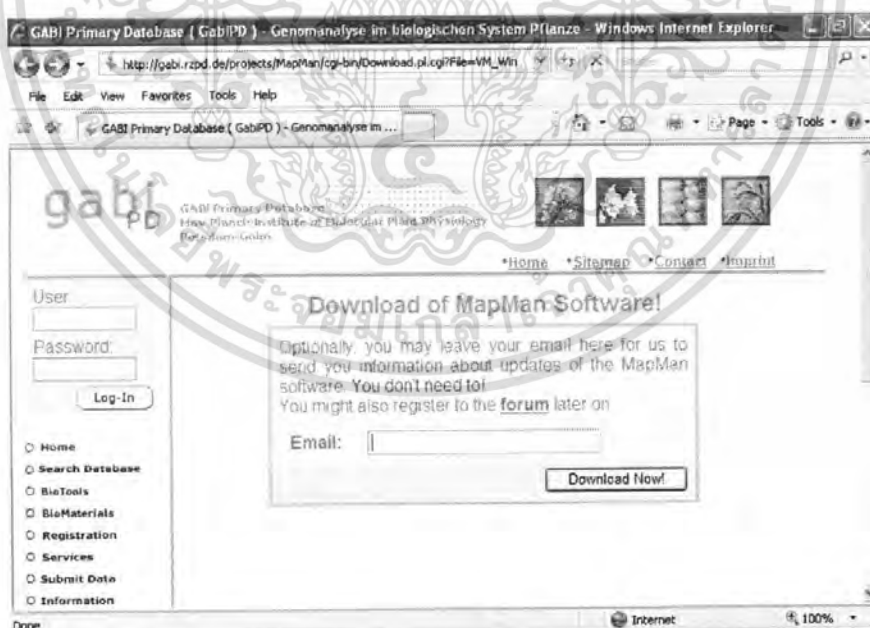 GABI Primary Database ( GabiPD ) - Genomanalyse im biologischen System Pflanze - Windows Internet Explorer
http://gabi.rzpd.de/projects/MapMan/cgi-bin/Download.pl.cgi?File=VM_Win
File Edit View Favorites Tools Help
GABI Primary Database ( GabiPD ) - Genomanalyse im ...
Page Tools
gabi PD
GABI Primary Database
Max Planck Institute of Molecular Plant Physiology
Potsdam-Golm
Home Sitemap Contact Imprint
User
Password:
Log-In
Home
Search Database
BioTools
BioMaterials
Registration
Services
Submit Data
Information
Download of MapMan Software!
Optionally, you may leave your email here for us to
send you information about updates of the MapMan
software. You don't need to!
You might also register to the forum later on
Email:
Download Now!
Done
Internet
100%